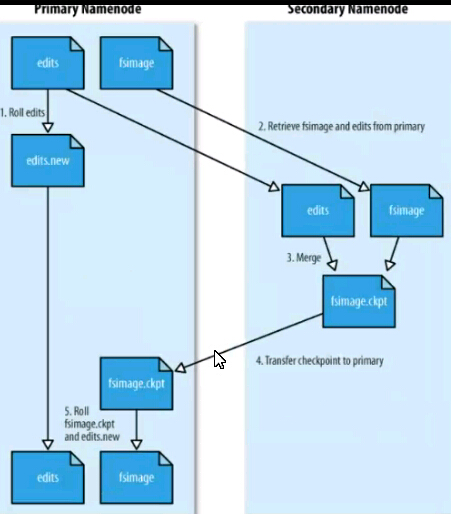 Primary Namenode
Secondary Namenode
edits
fsimage
1. Roll edits
2. Retrieve fsimage and edits from primary
edits.new
edits
fsimage
3. Merge
fsimage.ckpt
4. Transfer checkpoint to primary
fsimage.ckpt
5. Roll
fsimage.ckpt
and edits.new
edits
fsimage